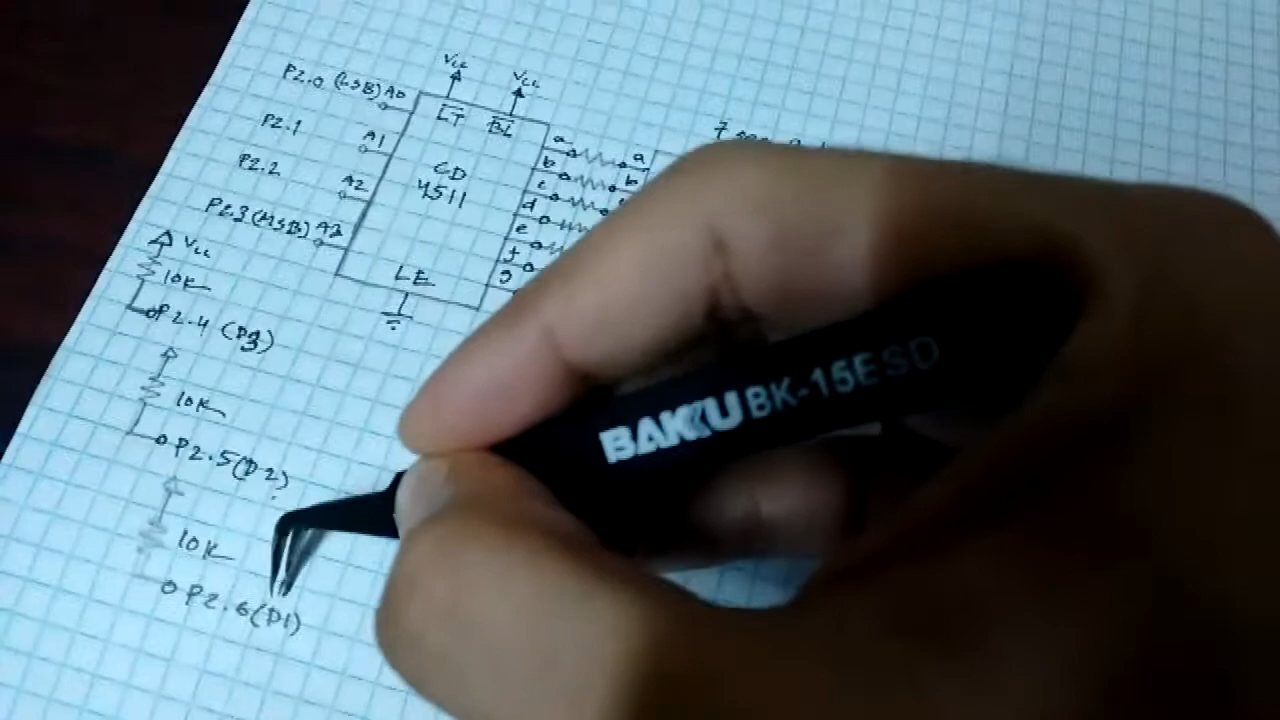 Vcc
Vcc
P2.0 (LSB) A0
LT BL
P2.1 A1
a a
b b
c
d
e
f
g
CD
4511
P2.2 A2
P2.3 (MSB) A3
LE
Vcc
10K
P2.4 (D3)
10K
P2.5 (D2)
10K
P2.6 (D1)
7
BAKU BK-15ESD